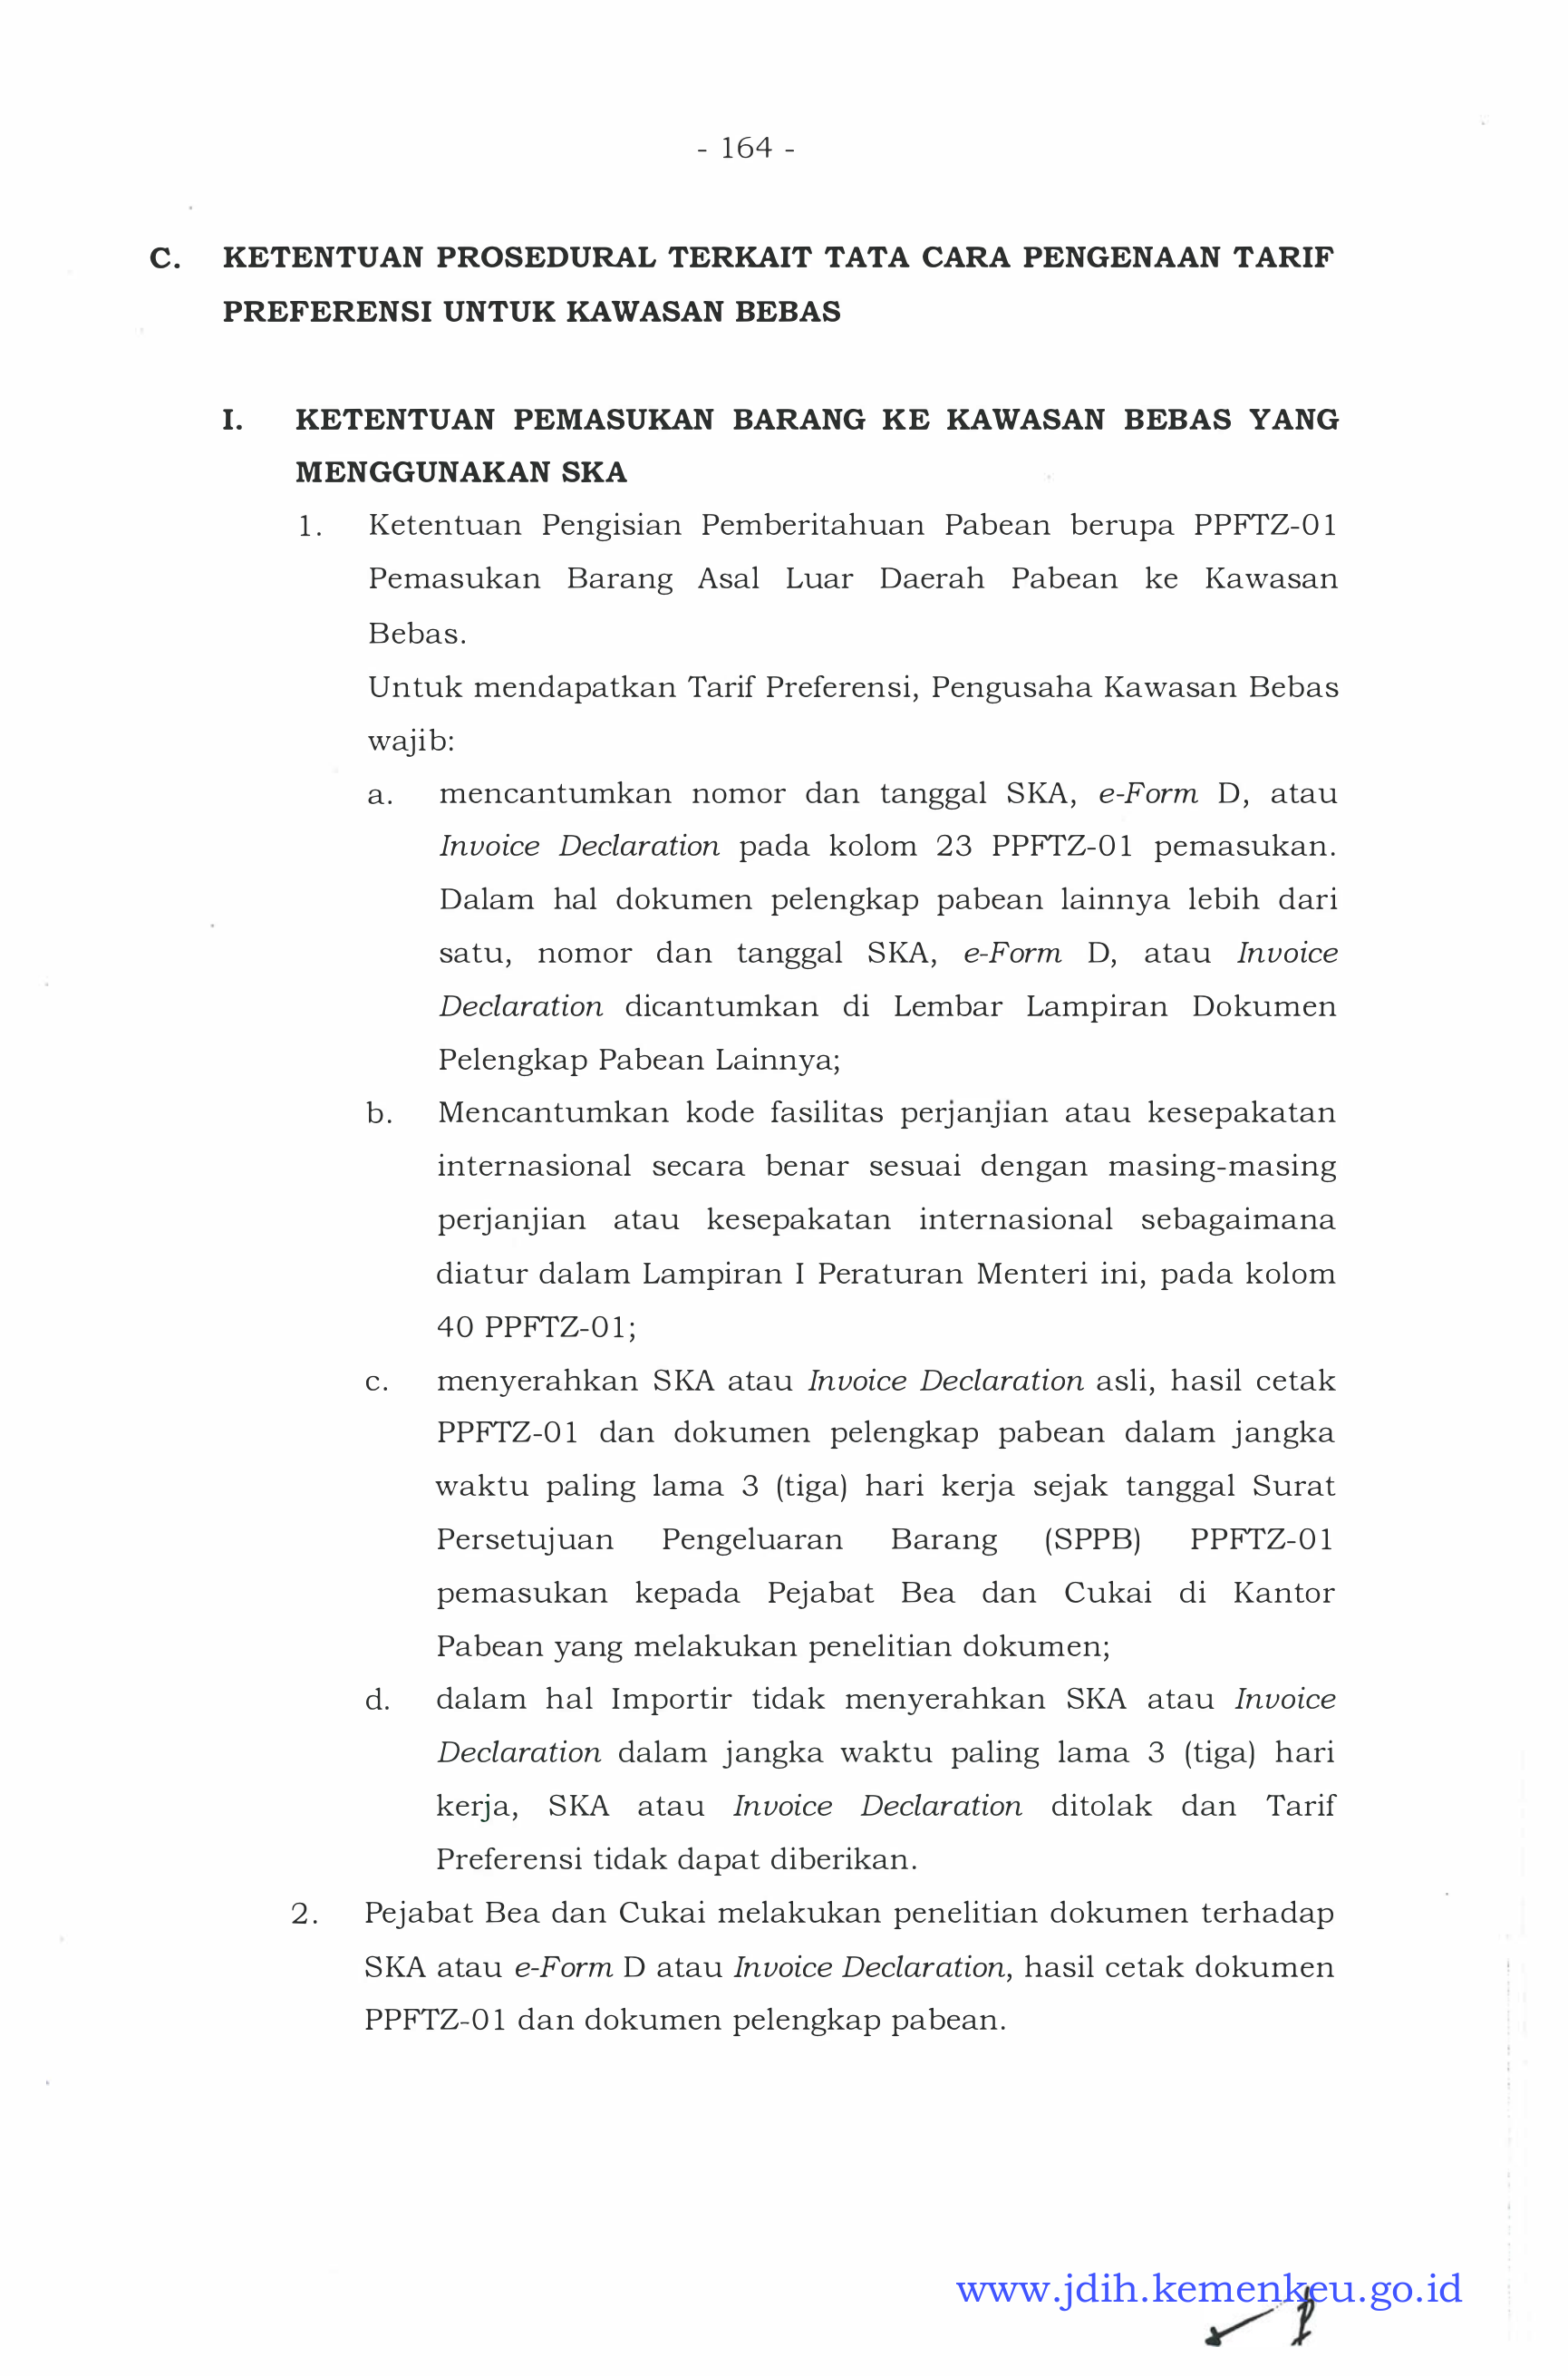 - 164 -
C. KETENTUAN PROSEDURAL TERKAIT TATA CARA PENGENAAN TARIF
PREFERENSI UNTUK KAWASAN BEBAS
I. KETENTUAN PEMASUKAN BARANG KE KAWASAN BEBAS YANG
MENGGUNAKAN SKA
1. Ketentuan Pengisian Pemberitahuan Pabean berupa PPFTZ-01
Pemasukan Barang Asal Luar Daerah Pabean ke Kawasan
Bebas.
Untuk mendapatkan Tarif Preferensi, Pengusaha Kawasan Bebas
wajib:
a. mencantumkan nomor dan tanggal SKA, e-Form D, atau
Invoice Declaration pada kolom 23 PPFTZ-01 pemasukan.
Dalam hal dokumen pelengkap pabean lainnya lebih dari
satu, nomor dan tanggal SKA, e-Form D, atau Invoice
Declaration dicantumkan di Lembar Lampiran Dokumen
Pelengkap Pabean Lainnya;
b. Mencantumkan kode fasilitas perjanjian atau kesepakatan
internasional secara benar sesuai dengan masing-masing
perjanjian atau kesepakatan internasional sebagaimana
diatur dalam Lampiran I Peraturan Menteri ini, pada kolom
40 PPFTZ-01;
c. menyerahkan SKA atau Invoice Declaration asli, hasil cetak
PPFTZ-01 dan dokumen pelengkap pabean dalam jangka
waktu paling lama 3 (tiga) hari kerja sejak tanggal Surat
Persetujuan Pengeluaran Barang (SPPB) PPFTZ-01
pemasukan kepada Pejabat Bea dan Cukai di Kantor
Pabean yang melakukan penelitian dokumen;
d. dalam hal Importir tidak menyerahkan SKA atau Invoice
Declaration dalam jangka waktu paling lama 3 (tiga) hari
kerja, SKA atau Invoice Declaration ditolak dan Tarif
Preferensi tidak dapat diberikan.
2. Pejabat Bea dan Cukai melakukan penelitian dokumen terhadap
SKA atau e-Form D atau Invoice Declaration, hasil cetak dokumen
PPFTZ-01 dan dokumen pelengkap pabean.
www.jdih.kemenkeu.go.id